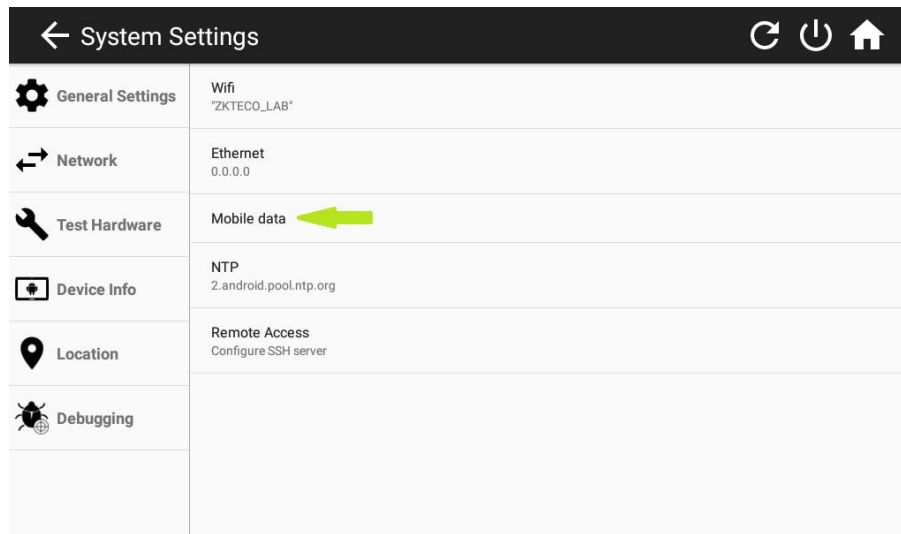 System Settings
General Settings
Network
Test Hardware
Device Info
Location
Debugging
Wifi
"ZKTECO_LAB"
Ethernet
0.0.0.0
Mobile data
NTP
2.android.pool.ntp.org
Remote Access
Configure SSH server